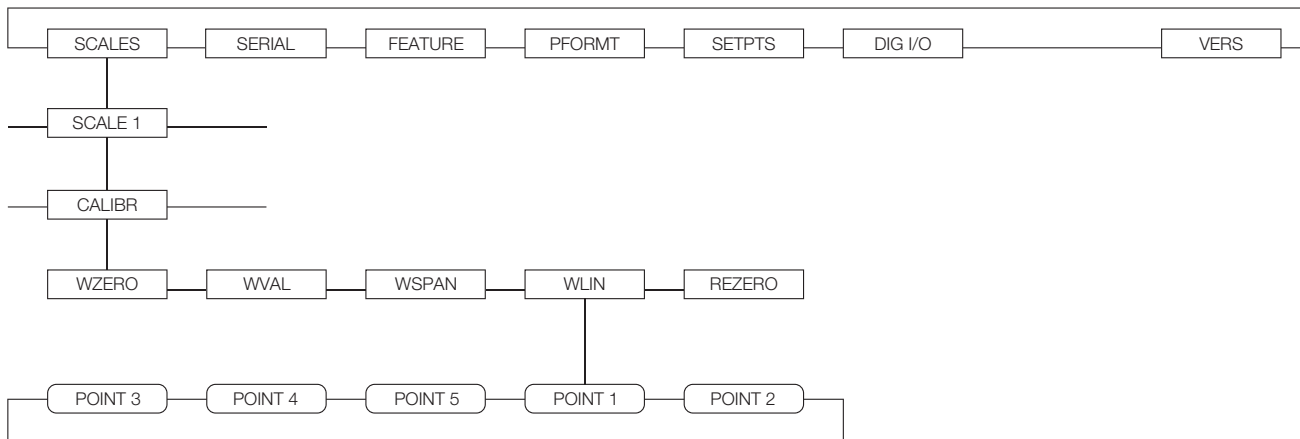 SCALES SERIAL FEATURE PFORMT SETPTS DIG I/O VERS
SCALE 1
CALIBR
WZERO WVAL WSPAN WLIN REZERO
POINT 3 POINT 4 POINT 5 POINT 1 POINT 2